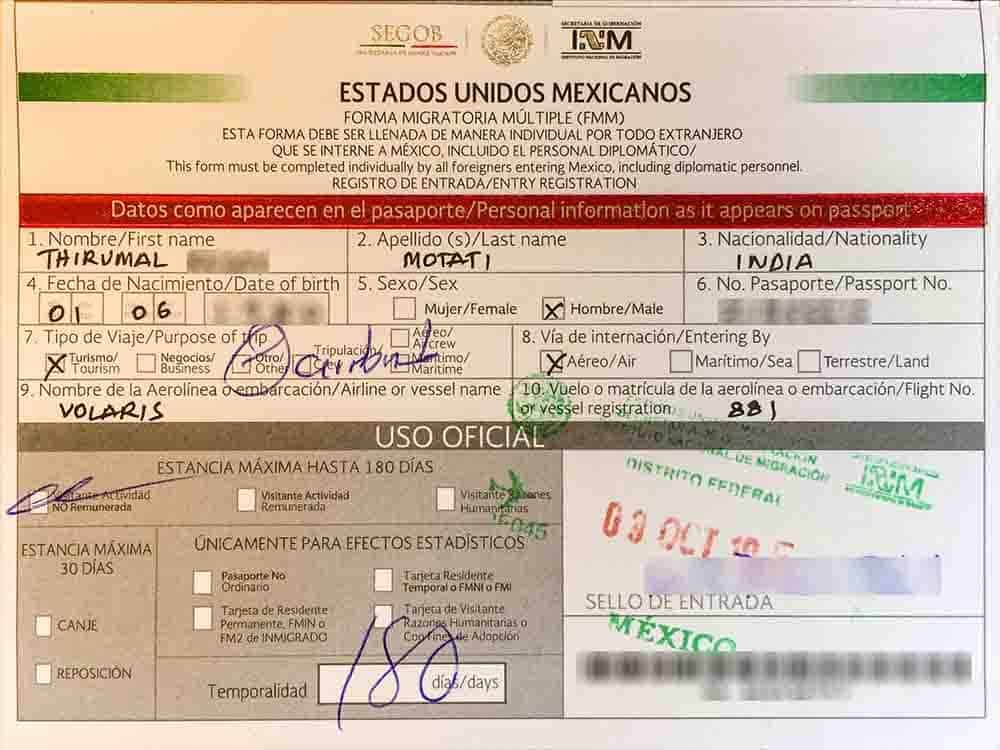 SEGOB
SECRETARÍA DE GOBERNACIÓN
SECRETARÍA DE GOBERNACIÓN
INM
INSTITUTO NACIONAL DE MIGRACIÓN
ESTADOS UNIDOS MEXICANOS
FORMA MIGRATORIA MÚLTIPLE (FMM)
ESTA FORMA DEBE SER LLENADA DE MANERA INDIVIDUAL POR TODO EXTRANJERO
QUE SE INTERNE A MÉXICO, INCLUIDO EL PERSONAL DIPLOMÁTICO/
This form must be completed individually by all foreigners entering Mexico, including diplomatic personnel.
REGISTRO DE ENTRADA/ENTRY REGISTRATION
Datos como aparecen en el pasaporte/Personal information as it appears on passport
1. Nombre/First name 2. Apellido (s)/Last name 3. Nacionalidad/Nationality
THIRUMAL MOTATI INDIA
4. Fecha de Nacimiento/Date of birth 5. Sexo/Sex 6. No. Pasaporte/Passport No.
01 06 Mujer/Female X Hombre/Male
7. Tipo de Viaje/Purpose of trip 8. Vía de internación/Entering By
X Turismo/ Tourism Negocios/ Business Otro/ Other Tripulación/ Aéreo/ Aircrew Marítimo/ Maritime X Aéreo/Air Marítimo/Sea Terrestre/Land
9. Nombre de la Aerolínea o embarcación/Airline or vessel name 10. Vuelo o matrícula de la aerolínea o embarcación/Flight No.
or vessel registration
VOLARIS 881
USO OFICIAL
ESTANCIA MÁXIMA HASTA 180 DÍAS
Visitante Actividad Visitante Actividad Visitante Razones
NO Remunerada Remunerada Humanitarias
DE MIGRACIÓN
INM
DISTRITO FEDERAL
03 OCT
ESTANCIA MÁXIMA
30 DÍAS
CANJE
REPOSICIÓN
ÚNICAMENTE PARA EFECTOS ESTADÍSTICOS
Pasaporte No Tarjeta Residente
Ordinario Temporal o FMNI o FMI
Tarjeta de Residente Tarjeta de Visitante
Permanente, FMIN o Razones Humanitarias o
FM2 de INMIGRADO Con Fines de Adopción
Temporalidad 180 días/days
SELLO DE ENTRADA
MÉXICO